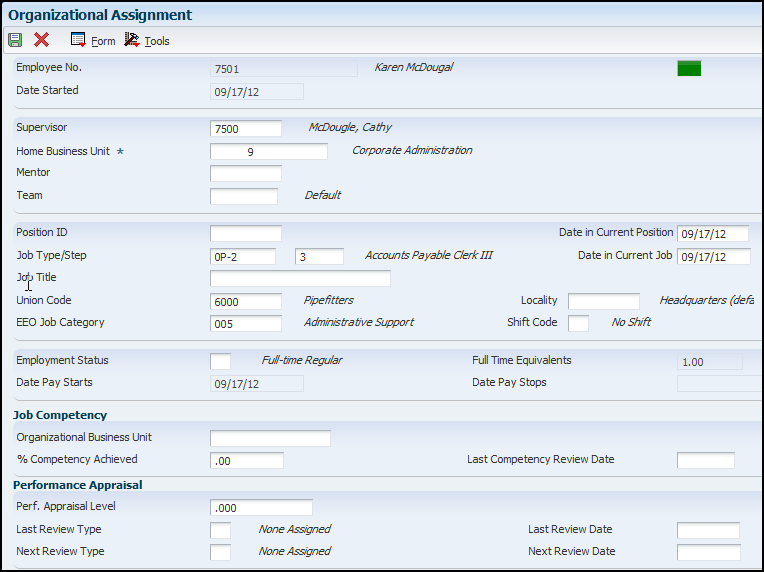 Organizational Assignment
Form Tools
Employee No. 7501 Karen McDougal
Date Started 09/17/12
Supervisor 7500 McDougle, Cathy
Home Business Unit * 9 Corporate Administration
Mentor
Team Default
Position ID Date in Current Position 09/17/12
Job Type/Step 0P-2 3 Accounts Payable Clerk III Date in Current Job 09/17/12
Job Title
Union Code 6000 Pipefitters Locality Headquarters (defa
EEO Job Category 005 Administrative Support Shift Code No Shift
Employment Status Full-time Regular Full Time Equivalents 1.00
Date Pay Starts 09/17/12 Date Pay Stops
Job Competency
Organizational Business Unit
% Competency Achieved .00 Last Competency Review Date
Performance Appraisal
Perf. Appraisal Level .000
Last Review Type None Assigned Last Review Date
Next Review Type None Assigned Next Review Date